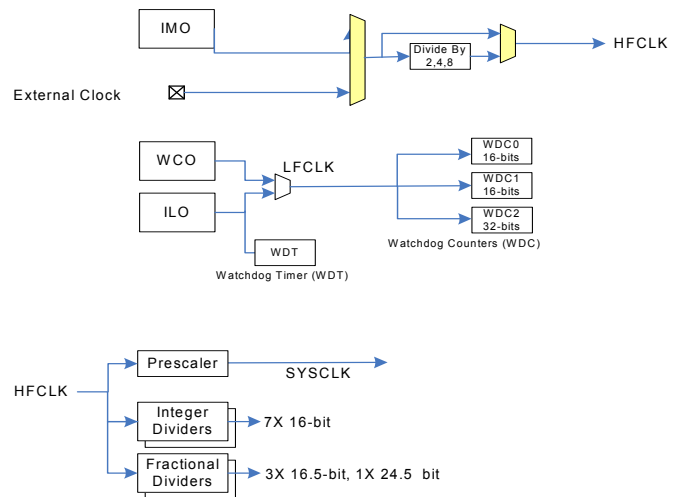 IMO
Divide By
2,4,8
HFCLK
External Clock
WCO
LFCLK
WDC0
16-bits
WDC1
16-bits
ILO
WDC2
32-bits
WDT
Watchdog Counters (WDC)
Watchdog Timer (WDT)
Prescaler
SYSCLK
HFCLK
Integer
Dividers
7X 16-bit
Fractional
Dividers
3X 16.5-bit, 1X 24.5 bit